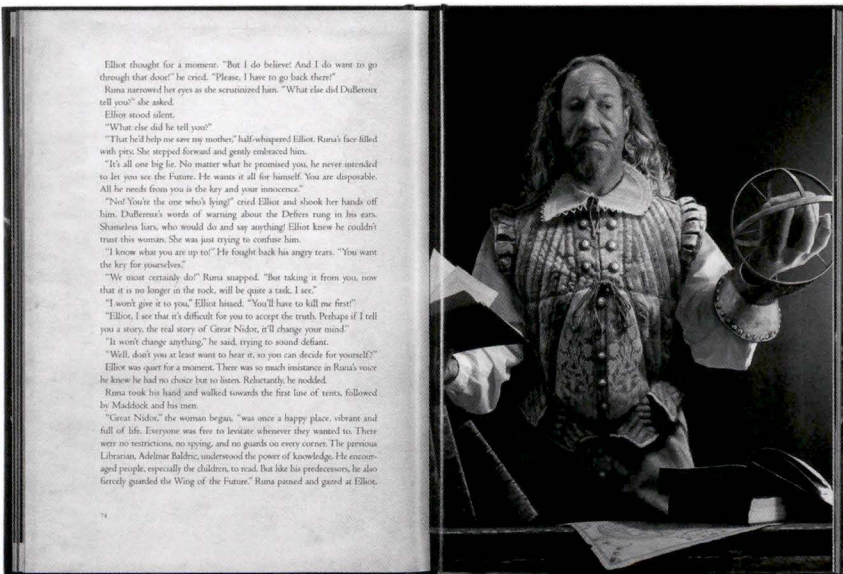 Elliot thought for a moment. "But I do believe! And I do want to go
through that door!" he cried. "Please, I have to go back there!"
Runa narrowed her eyes as she scrutinized him. "What else did DuBereux
tell you?" she asked.
Elliot stood silent.
"What else did he tell you?"
"That he'd help me save my mother," half-whispered Elliot. Runa's face filled
with pity. She stepped forward and gently embraced him.
"It's all one big lie. No matter what he promised you, he never intended
to let you see the Future. He wants it all for himself. You are disposable.
All he needs from you is the key and your innocence."
"No! You're the one who's lying!" cried Elliot and shook her hands off
him. DuBereux's words of warning about the Defiers rung in his ears.
Shameless liars, who would do and say anything! Elliot knew he couldn't
trust this woman. She was just trying to confuse him.
"I know what you are up to!" He fought back his angry tears. "You want
the key for yourselves."
"We most certainly do!" Runa snapped. "But taking it from you, now
that it is no longer in the rock, will be quite a task, I see."
"I won't give it to you," Elliot hissed. "You'll have to kill me first!"
"Elliot, I see that it's difficult for you to accept the truth. Perhaps if I tell
you a story, the real story of Great Nidor, it'll change your mind."
"It won't change anything," he said, trying to sound defiant.
"Well, don't you at least want to hear it, so you can decide for yourself?"
Elliot was quiet for a moment. There was so much insistance in Runa's voice
he knew he had no choice but to listen. Reluctantly, he nodded.
Runa took his hand and walked towards the first line of tents, followed
by Maddock and his men.
"Great Nidor," the woman began, "was once a happy place, vibrant and
full of life. Everyone was free to levitate whenever they wanted to. There
were no restrictions, no spying, and no guards on every corner. The previous
Librarian, Adelmar Baldric, understood the power of knowledge. He encour-
aged people, especially the children, to read. But like his predecessors, he also
fiercely guarded the Wing of the Future." Runa paused and gazed at Elliot.
74